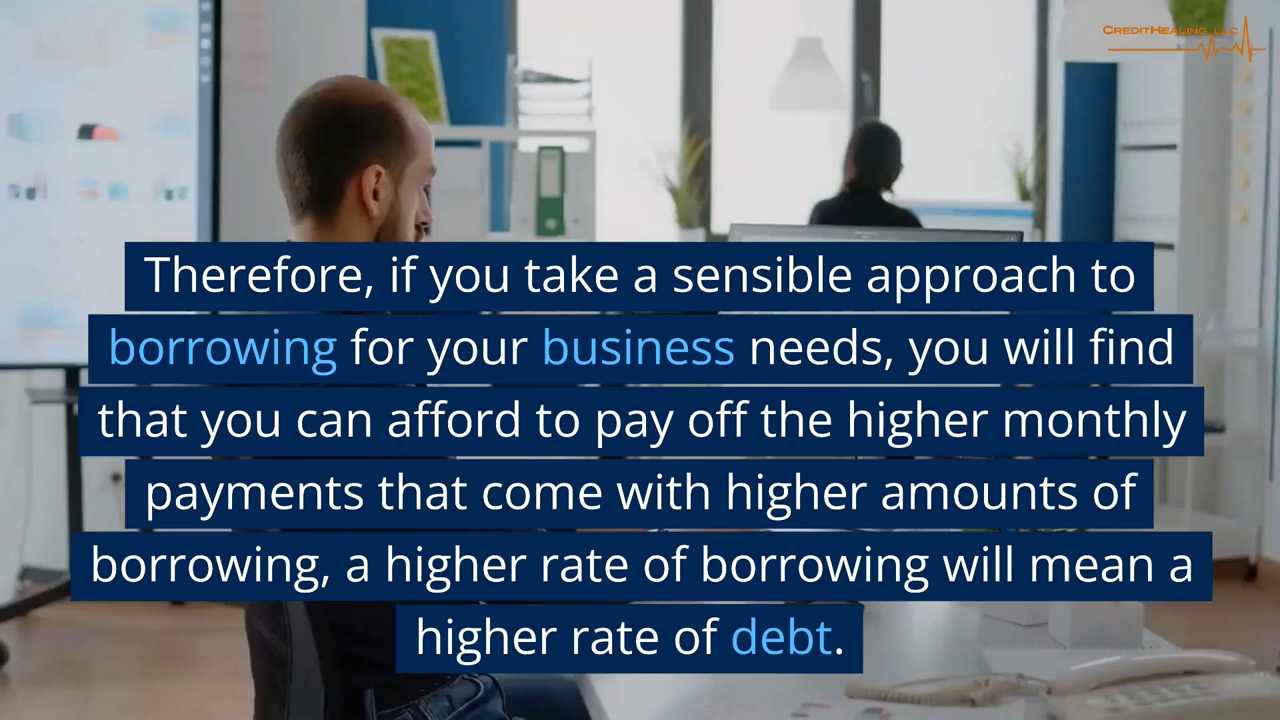 CREDITHEALING, LLC
Therefore, if you take a sensible approach to
borrowing for your business needs, you will find
that you can afford to pay off the higher monthly
payments that come with higher amounts of
borrowing, a higher rate of borrowing will mean a
higher rate of debt.